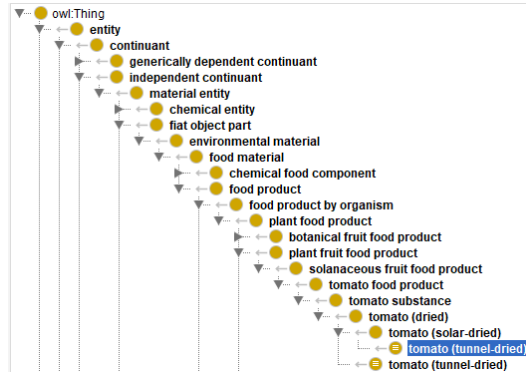 owl:Thing
entity
continuant
generically dependent continuant
independent continuant
material entity
chemical entity
fiat object part
environmental material
food material
chemical food component
food product
food product by organism
plant food product
botanical fruit food product
plant fruit food product
solanaceous fruit food product
tomato food product
tomato substance
tomato (dried)
tomato (solar-dried)
tomato (tunnel-dried)
tomato (tunnel-dried)